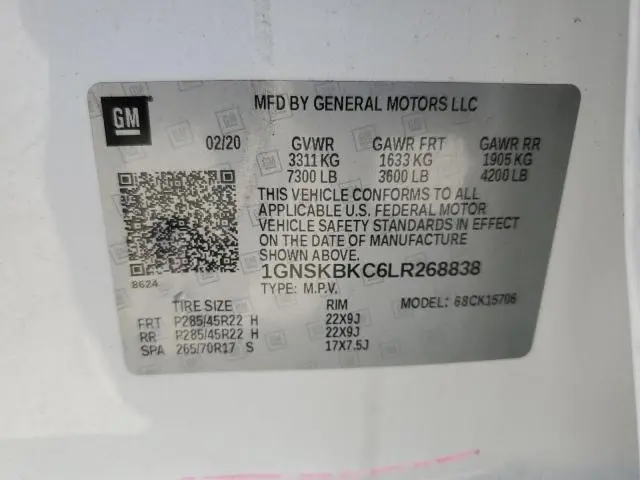 GM
MFD BY GENERAL MOTORS LLC
02/20 GVWR GAWR FRT GAWR RR
3311 KG 1633 KG 1905 KG
7300 LB 3600 LB 4200 LB
THIS VEHICLE CONFORMS TO ALL
APPLICABLE U.S. FEDERAL MOTOR
VEHICLE SAFETY STANDARDS IN EFFECT
ON THE DATE OF MANUFACTURE
SHOWN ABOVE.
1GNSKBKC6LR268838
8624
TYPE: M.P.V. MODEL: 68CK15706
TIRE SIZE RIM
FRT P285/45R22 H 22X9J
RR P285/45R22 H 22X9J
SPA 265/70R17 S 17X7.5J